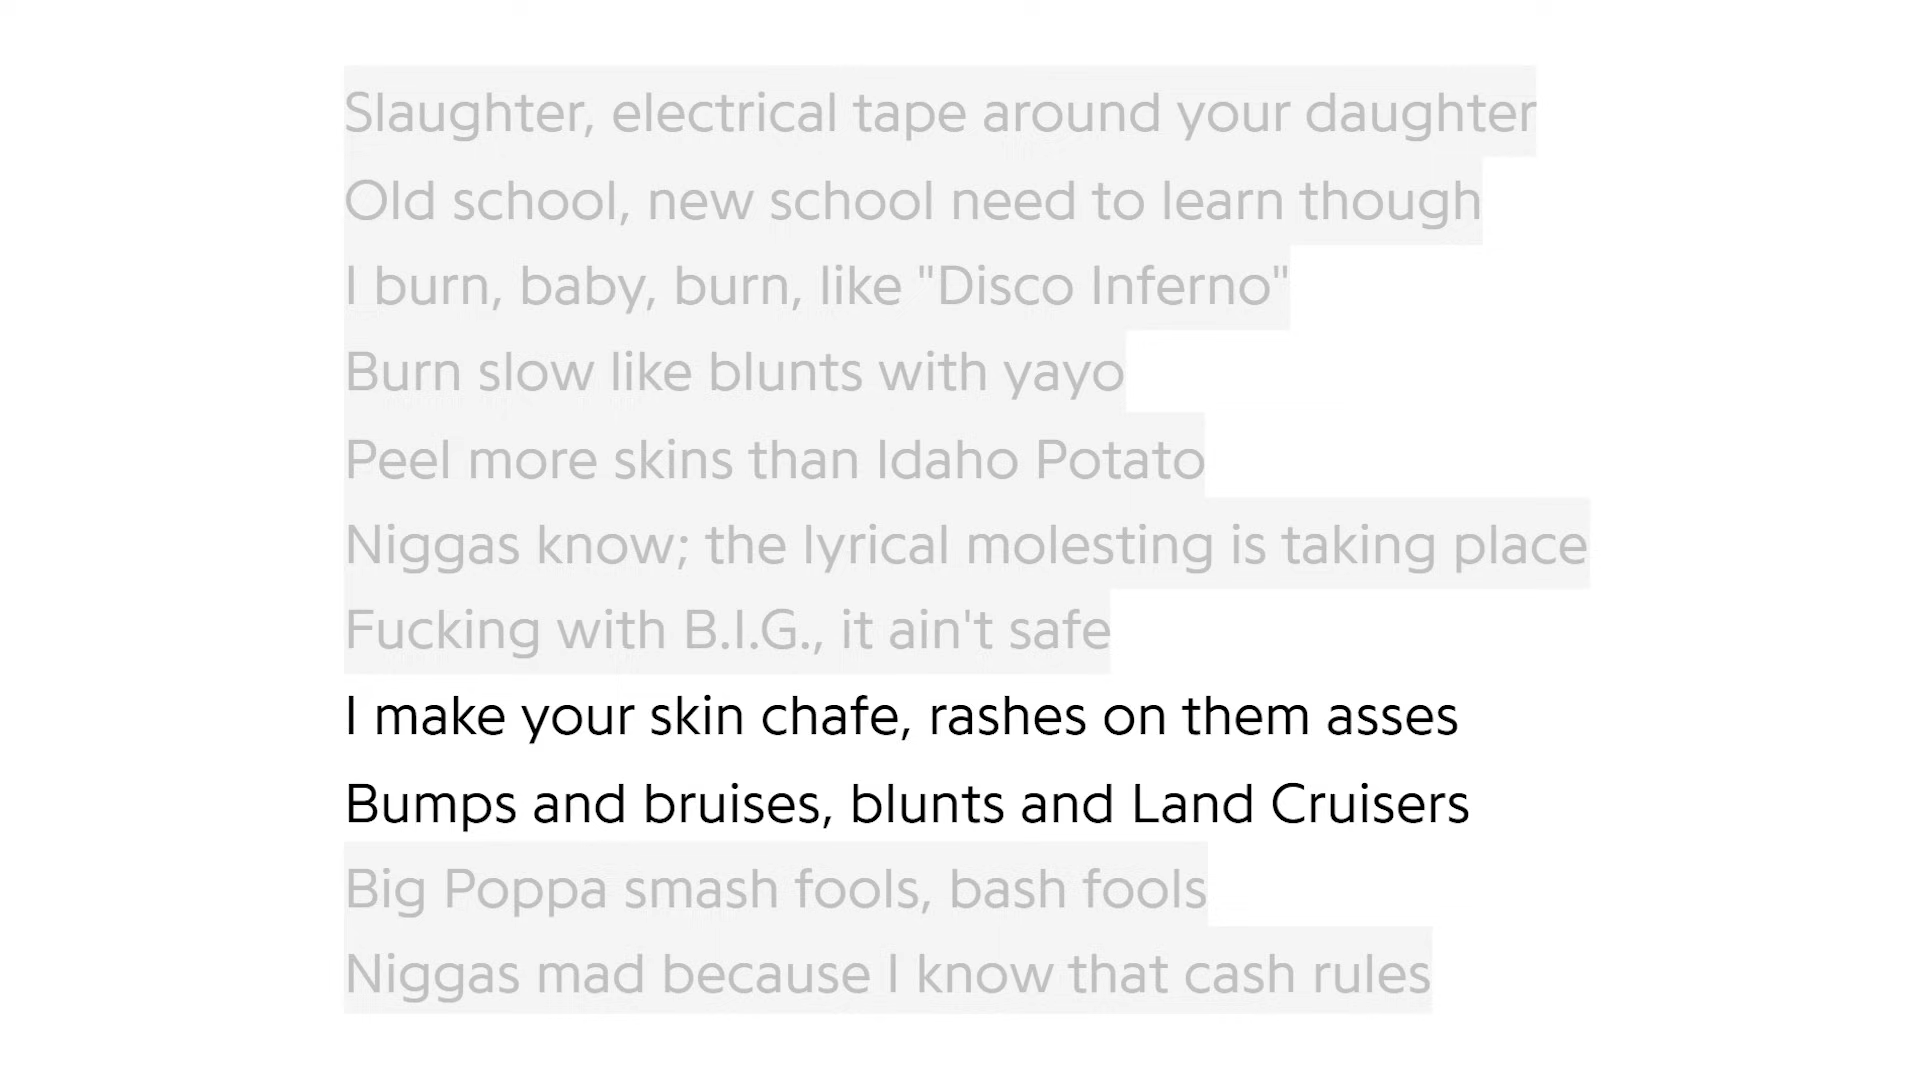 Slaughter, electrical tape around your daughter
Old school, new school need to learn though
I burn, baby, burn, like "Disco Inferno"
Burn slow like blunts with yayo
Peel more skins than Idaho Potato
Niggas know; the lyrical molesting is taking place
Fucking with B.I.G., it ain't safe
I make your skin chafe, rashes on them asses
Bumps and bruises, blunts and Land Cruisers
Big Poppa smash fools, bash fools
Niggas mad because I know that cash rules